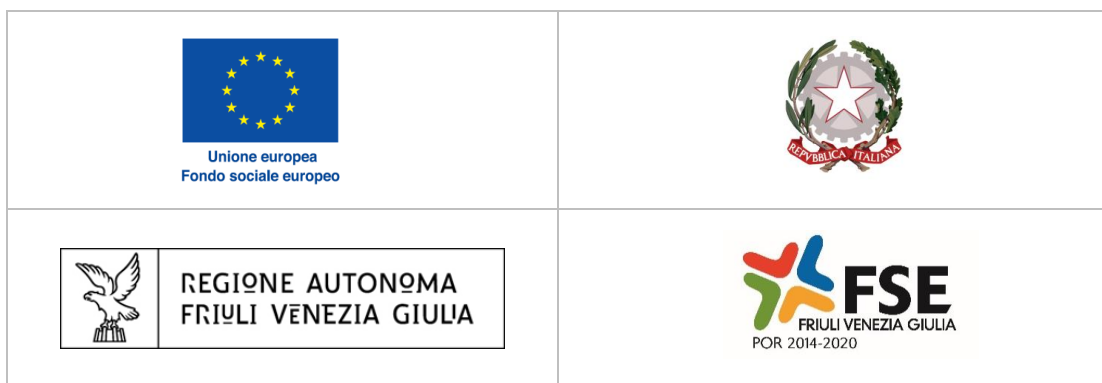 Unione europea
Fondo sociale europeo
REPVBBLICA ITALIANA
REGIONE AUTONOMA
FRIULI VENEZIA GIULIA
FSE
FRIULI VENEZIA GIULIA
POR 2014-2020